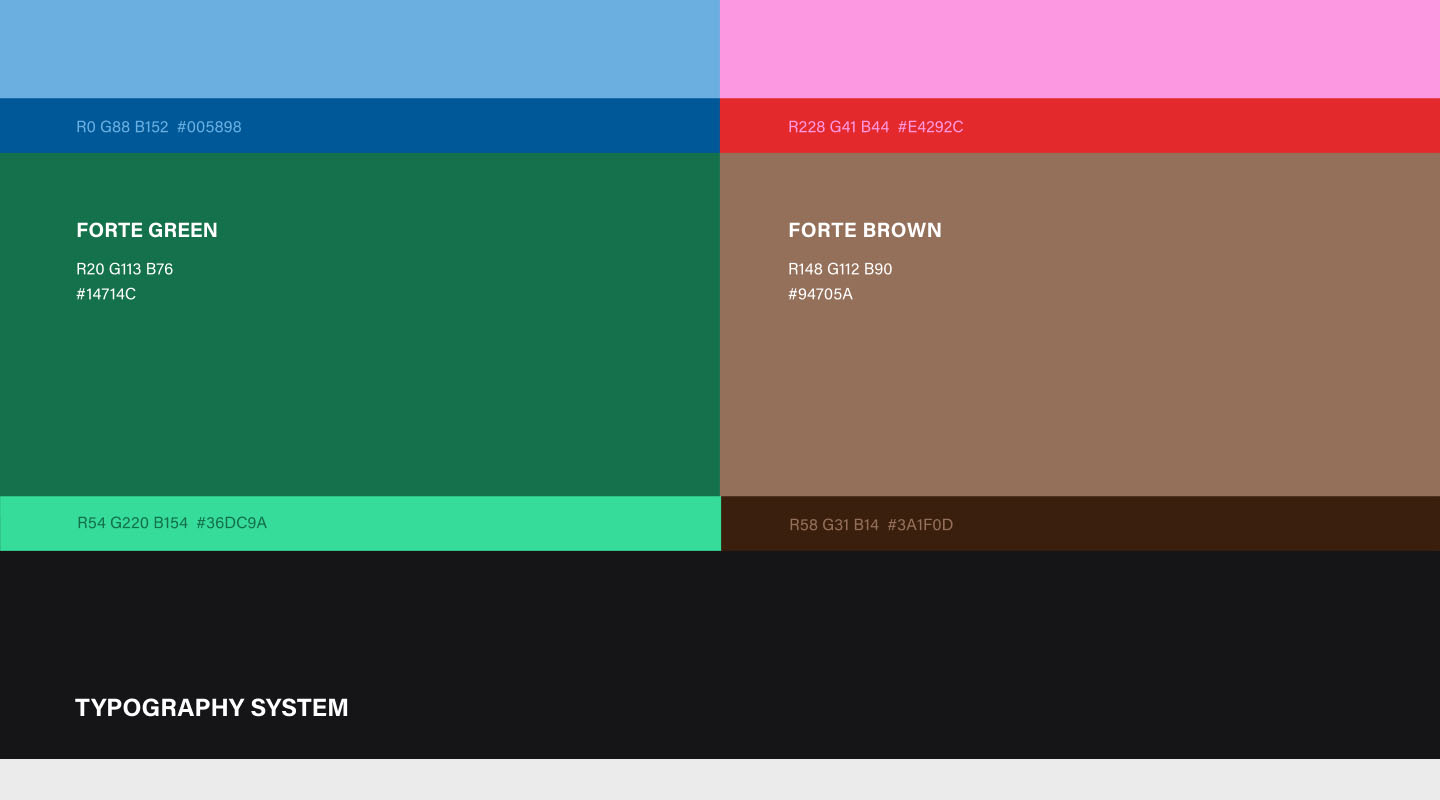 R0 G88 B152  #005898
R228 G41 B44  #E4292C
FORTE GREEN
R20 G113 B76
#14714C
FORTE BROWN
R148 G112 B90
#94705A
R54 G220 B154  #36DC9A
R58 G31 B14  #3A1F0D
TYPOGRAPHY SYSTEM